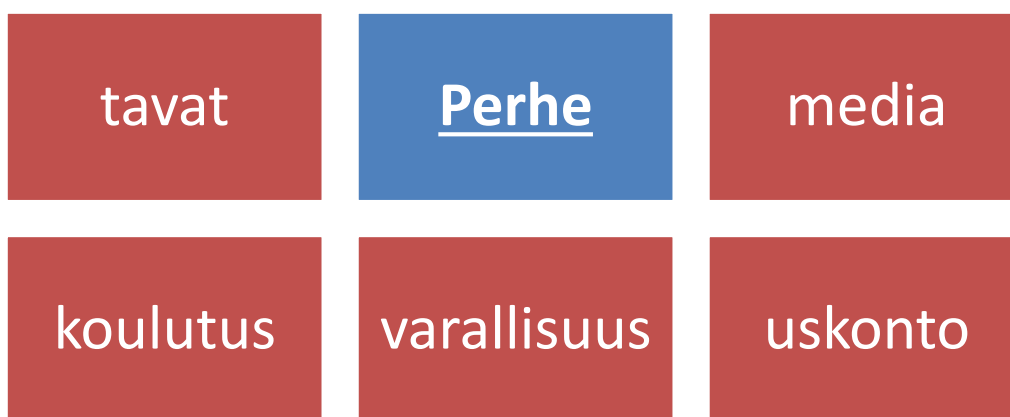 tavat
Perhe
media
koulutus
varallisuus
uskonto